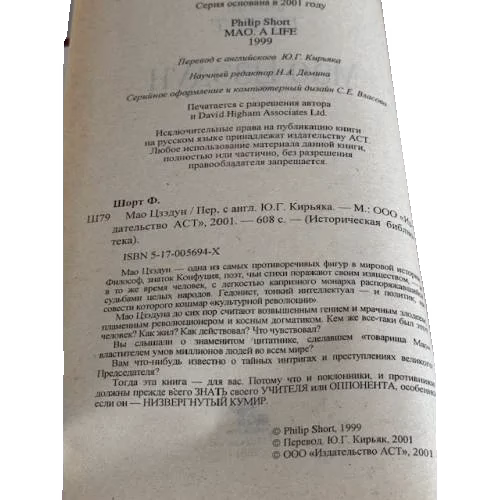 Серия основана в 2001 году
Philip Short
MAO. A LIFE
1999
Перевод с английского Ю.Г. Кирьяка
Научный редактор Н.А. Демина
Серийное оформление и компьютерный дизайн С.Е. Власова
Печатается с разрешения автора
и David Higham Associates Ltd.
Исключительные права на публикацию книги
на русском языке принадлежат издательству АСТ.
Любое использование материала данной книги,
полностью или частично, без разрешения
правообладателя запрещается.
Шорт Ф.
Ш79 Мао Цзэдун / Пер. с англ. Ю.Г. Кирьяка. — М.: ООО
дательство АСТ», 2001. — 608 с. — (Историческая
тека).
ISBN 5-17-005694-X
Мао Цзэдун — одна из самых противоречивых фигур в мировой
Философ, знаток Конфуция, поэт, чьи стихи поражают своим изяществом,
в то же время человек, с легкостью капризного монарха
судьбами целых народов. Гедонист, тонкий интеллектуал — и политик, на
совести которого кошмар «культурной революции».
Мао Цзэдуна до сих пор считают возвышенным гением и мрачным
пламенным революционером и косным догматиком. Кем же все-таки был этот
человек? Как жил? Как действовал? Что чувствовал?
Вы слышали о знаменитом цитатнике, сделавшем «товарища Мао»
властителем умов миллионов людей во всем мире?
Вам что-нибудь известно о тайных интригах и преступлениях великого
Председателя?
Тогда эта книга — для вас. Потому что и поклонники, и противники
должны прежде всего ЗНАТЬ своего УЧИТЕЛЯ или ОППОНЕНТА, особенно
если он — НИЗВЕРГНУТЫЙ КУМИР.
© Philip Short, 1999
© Перевод. Ю.Г. Кирьяк, 2001
© ООО «Издательство АСТ», 2001